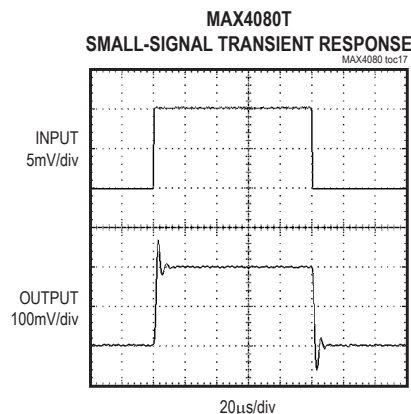 MAX4080T
SMALL-SIGNAL TRANSIENT RESPONSE
MAX4080 toc17
INPUT
5mV/div
OUTPUT
100mV/div
20μs/div